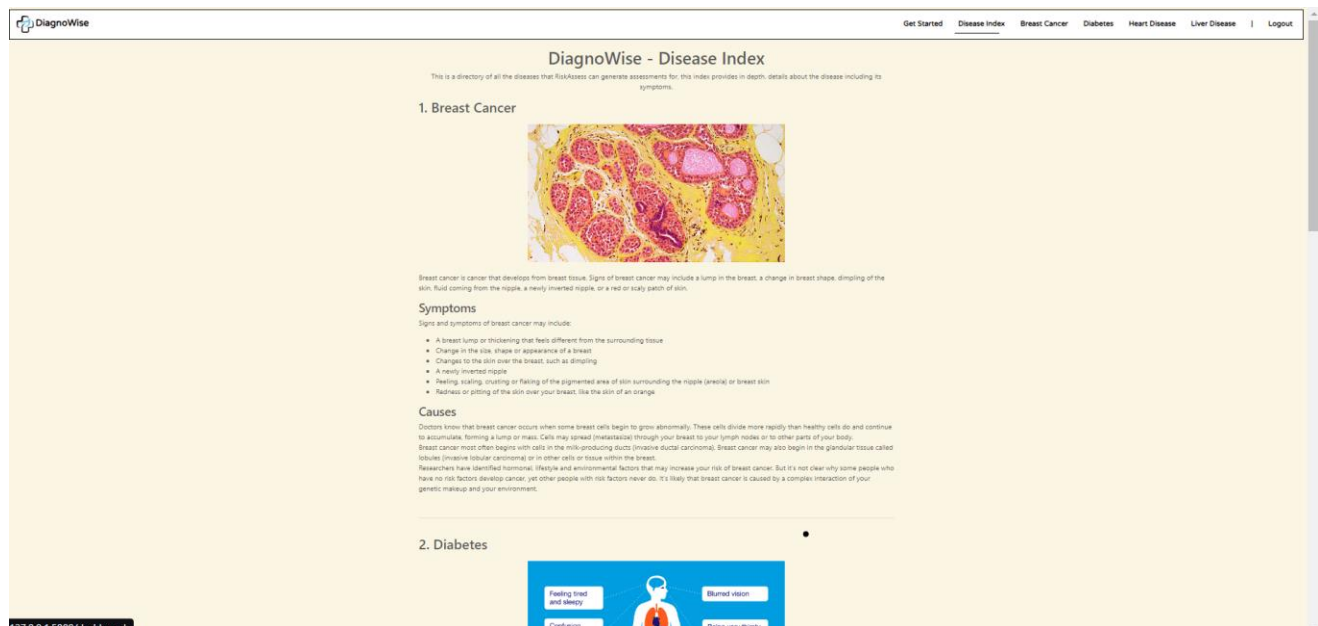 DiagnoWise
Get Started Disease Index Breast Cancer Diabetes Heart Disease Liver Disease | Logout
DiagnoWise - Disease Index
This is a directory of all the diseases that RiskAssess can generate assessments for, this index provides in depth, details about the disease including its
symptoms.
1. Breast Cancer
Breast cancer is cancer that develops from breast tissue. Signs of breast cancer may include a lump in the breast, a change in breast shape, dimpling of the
skin, fluid coming from the nipple, a newly inverted nipple, or a red or scaly patch of skin.
Symptoms
Signs and symptoms of breast cancer may include:
A breast lump or thickening that feels different from the surrounding tissue
Change in the size, shape or appearance of a breast
Changes to the skin over the breast, such as dimpling
A newly inverted nipple
Peeling, scaling, crusting or flaking of the pigmented area of skin surrounding the nipple (areola) or breast skin
Redness or pitting of the skin over your breast, like the skin of an orange
Causes
Doctors know that breast cancer occurs when some breast cells begin to grow abnormally. These cells divide more rapidly than healthy cells do and continue
to accumulate, forming a lump or mass. Cells may spread (metastasize) through your breast to your lymph nodes or to other parts of your body.
Breast cancer most often begins with cells in the milk-producing ducts (invasive ductal carcinoma). Breast cancer may also begin in the glandular tissue called
lobules (invasive lobular carcinoma) or in other cells or tissue within the breast.
Researchers have identified hormonal, lifestyle and environmental factors that may increase your risk of breast cancer. But it's not clear why some people who
have no risk factors develop cancer, yet other people with risk factors never do. It's likely that breast cancer is caused by a complex interaction of your
genetic makeup and your environment.
2. Diabetes
Feeling tired
and sleepy
Blurred vision